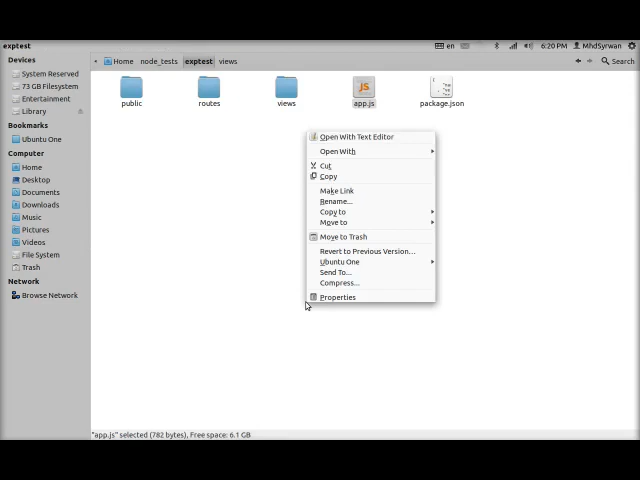 exptest
en
6:20 PM
MhdSyrwan
Devices
System Reserved
73 GB Filesystem
Entertainment
Library
Bookmarks
Ubuntu One
Computer
Home
Desktop
Documents
Downloads
Music
Pictures
Videos
File System
Trash
Network
Browse Network
Home
node_tests
exptest
views
Search
public
routes
views
JS
app.js
package.json
Open With Text Editor
Open With
Cut
Copy
Make Link
Rename...
Copy to
Move to
Move to Trash
Revert to Previous Version...
Ubuntu One
Send To...
Compress...
Properties
"app.js" selected (782 bytes), Free space: 6.1 GB